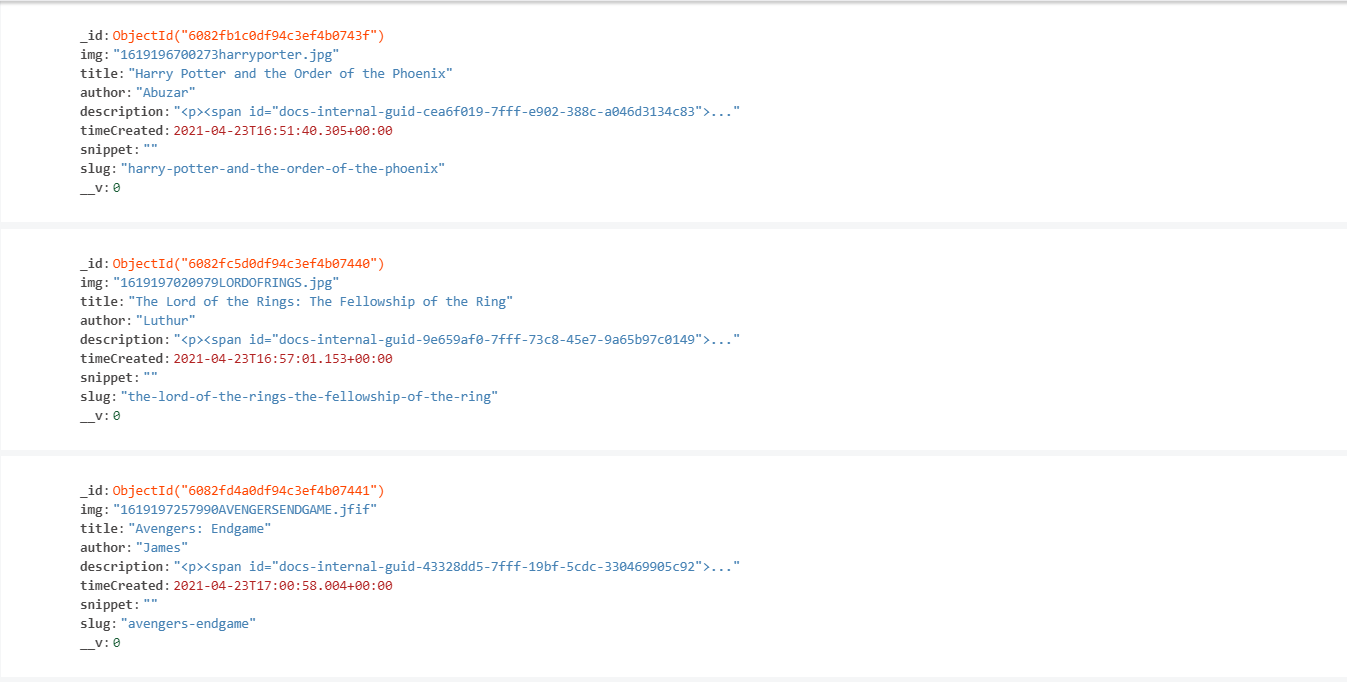 _id: ObjectId("6082fb1c0df94c3ef4b0743f")
img: "1619196700273harryporter.jpg"
title: "Harry Potter and the Order of the Phoenix"
author: "Abuzar"
description: "<p><span id="docs-internal-guid-cea6f019-7fff-e902-388c-a046d3134c83">..."
timeCreated: 2021-04-23T16:51:40.305+00:00
snippet: ""
slug: "harry-potter-and-the-order-of-the-phoenix"
__v: 0
_id: ObjectId("6082fc5d0df94c3ef4b07440")
img: "1619197020979LORDOFRINGS.jpg"
title: "The Lord of the Rings: The Fellowship of the Ring"
author: "Luthur"
description: "<p><span id="docs-internal-guid-9e659af0-7fff-73c8-45e7-9a65b97c0149">..."
timeCreated: 2021-04-23T16:57:01.153+00:00
snippet: ""
slug: "the-lord-of-the-rings-the-fellowship-of-the-ring"
__v: 0
_id: ObjectId("6082fd4a0df94c3ef4b07441")
img: "1619197257990AVENGERSENDGAME.jfif"
title: "Avengers: Endgame"
author: "James"
description: "<p><span id="docs-internal-guid-43328dd5-7fff-19bf-5cdc-330469905c92">..."
timeCreated: 2021-04-23T17:00:58.004+00:00
snippet: ""
slug: "avengers-endgame"
__v: 0